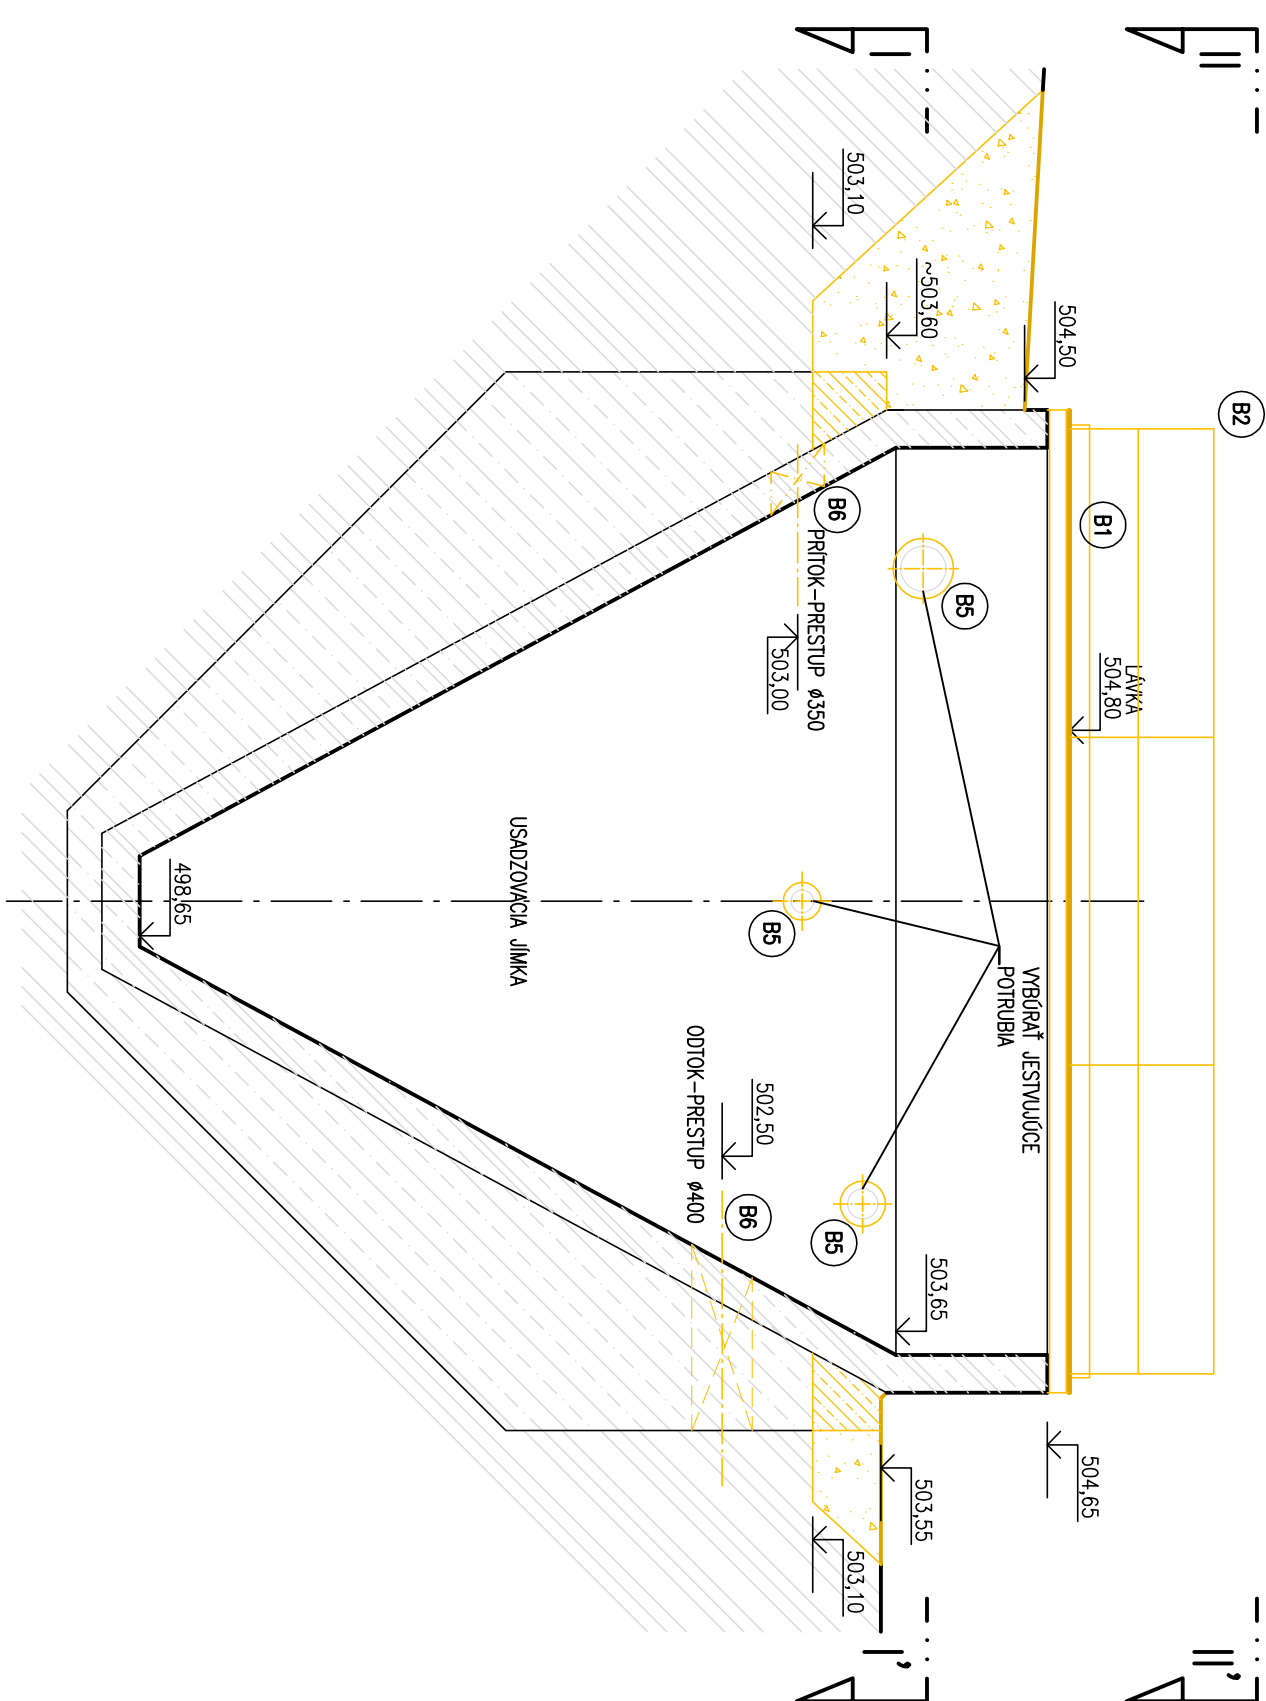 II
II'
I
I'
B2
B1
LÁVKA
504,80
504,50
504,65
~503,60
503,10
503,65
503,55
503,10
VYBÚRAŤ JESTVUJÚCE
POTRUBIA
B5
B5
B5
B6
PRÍTOK-PRESTUP ø350
503,00
B6
502,50
ODTOK-PRESTUP ø400
USADZOVACIA JÍMKA
498,65